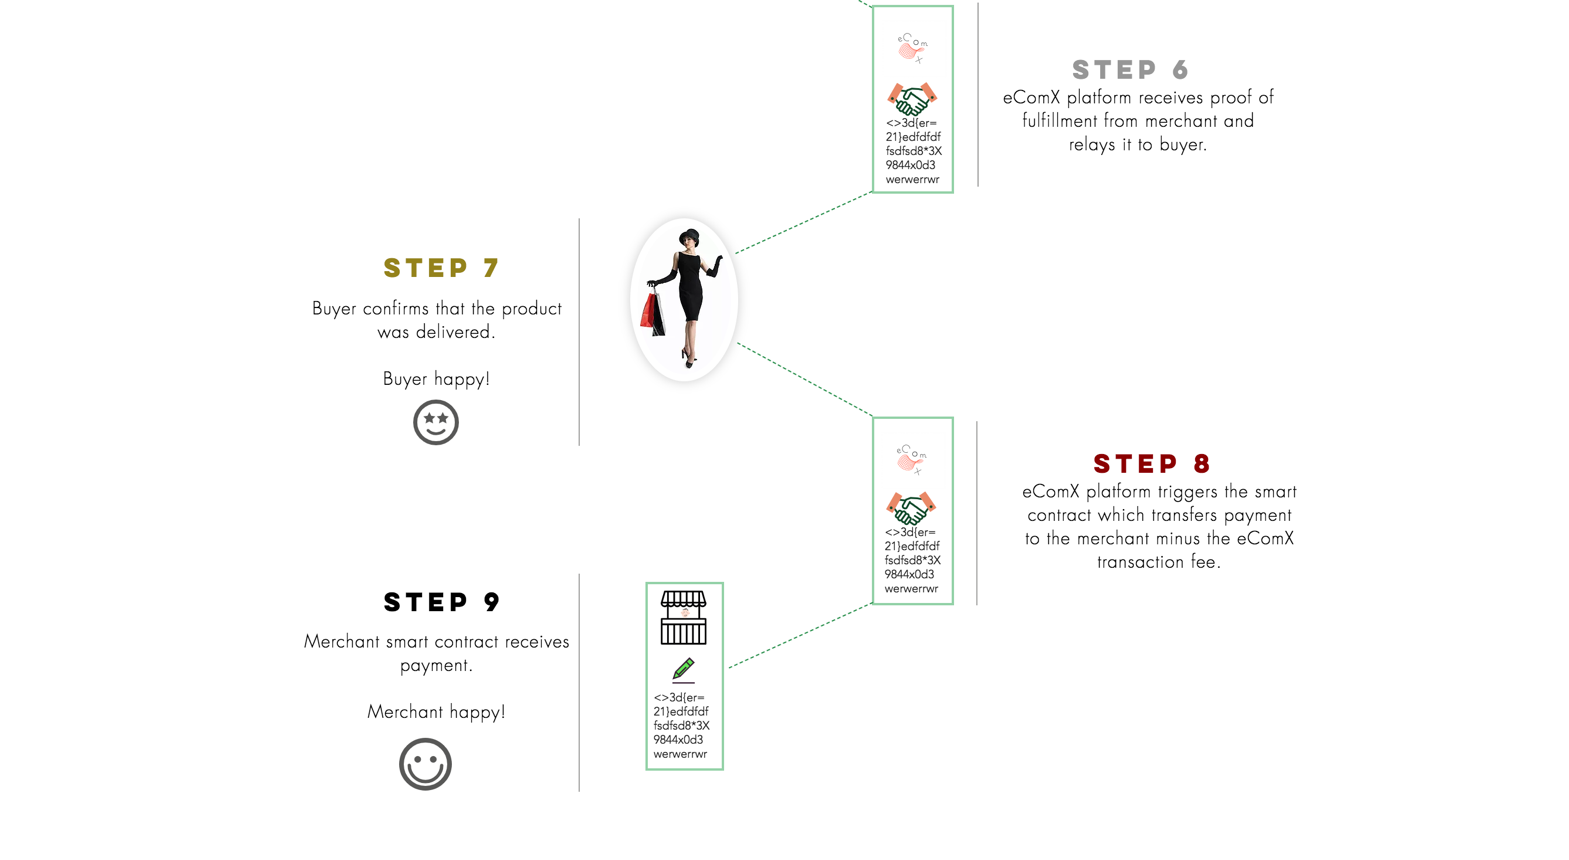 eCom
X
<>3d{er=
21}edfdfdf
fsdfsd8*3X
9844x0d3
werwerrwr
STEP 6
eComX platform receives proof of
fulfillment from merchant and
relays it to buyer.
STEP 7
Buyer confirms that the product
was delivered.
Buyer happy!
eCom
X
<>3d{er=
21}edfdfdf
fsdfsd8*3X
9844x0d3
werwerrwr
STEP 8
eComX platform triggers the smart
contract which transfers payment
to the merchant minus the eComX
transaction fee.
STEP 9
Merchant smart contract receives
payment.
Merchant happy!
<>3d{er=
21}edfdfdf
fsdfsd8*3X
9844x0d3
werwerrwr